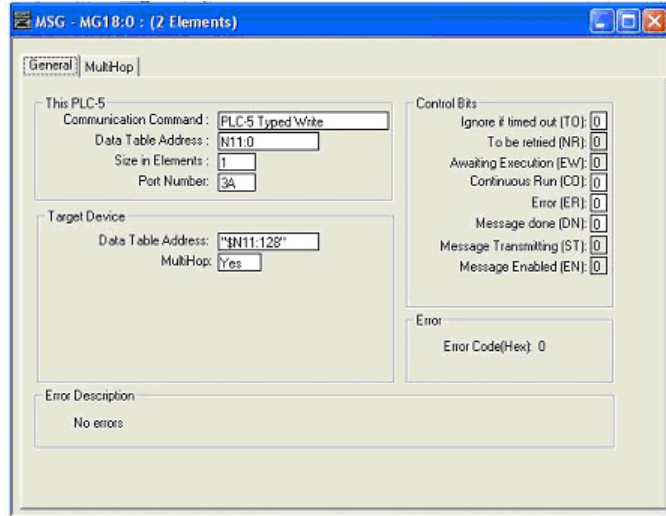 MSG - MG18:0 : (2 Elements)
General MultiHop
This PLC-5
Communication Command : PLC-5 Typed Write
Data Table Address : N11:0
Size in Elements : 1
Port Number: 3A
Target Device
Data Table Address: "$N11:128"
MultiHop: Yes
Control Bits
Ignore if timed out (TO): 0
To be retried (NR): 0
Awaiting Execution (EW): 0
Continuous Run (CO): 0
Error (ER): 0
Message done (DN): 0
Message Transmitting (ST): 0
Message Enabled (EN): 0
Error
Error Code(Hex): 0
Error Description
No errors